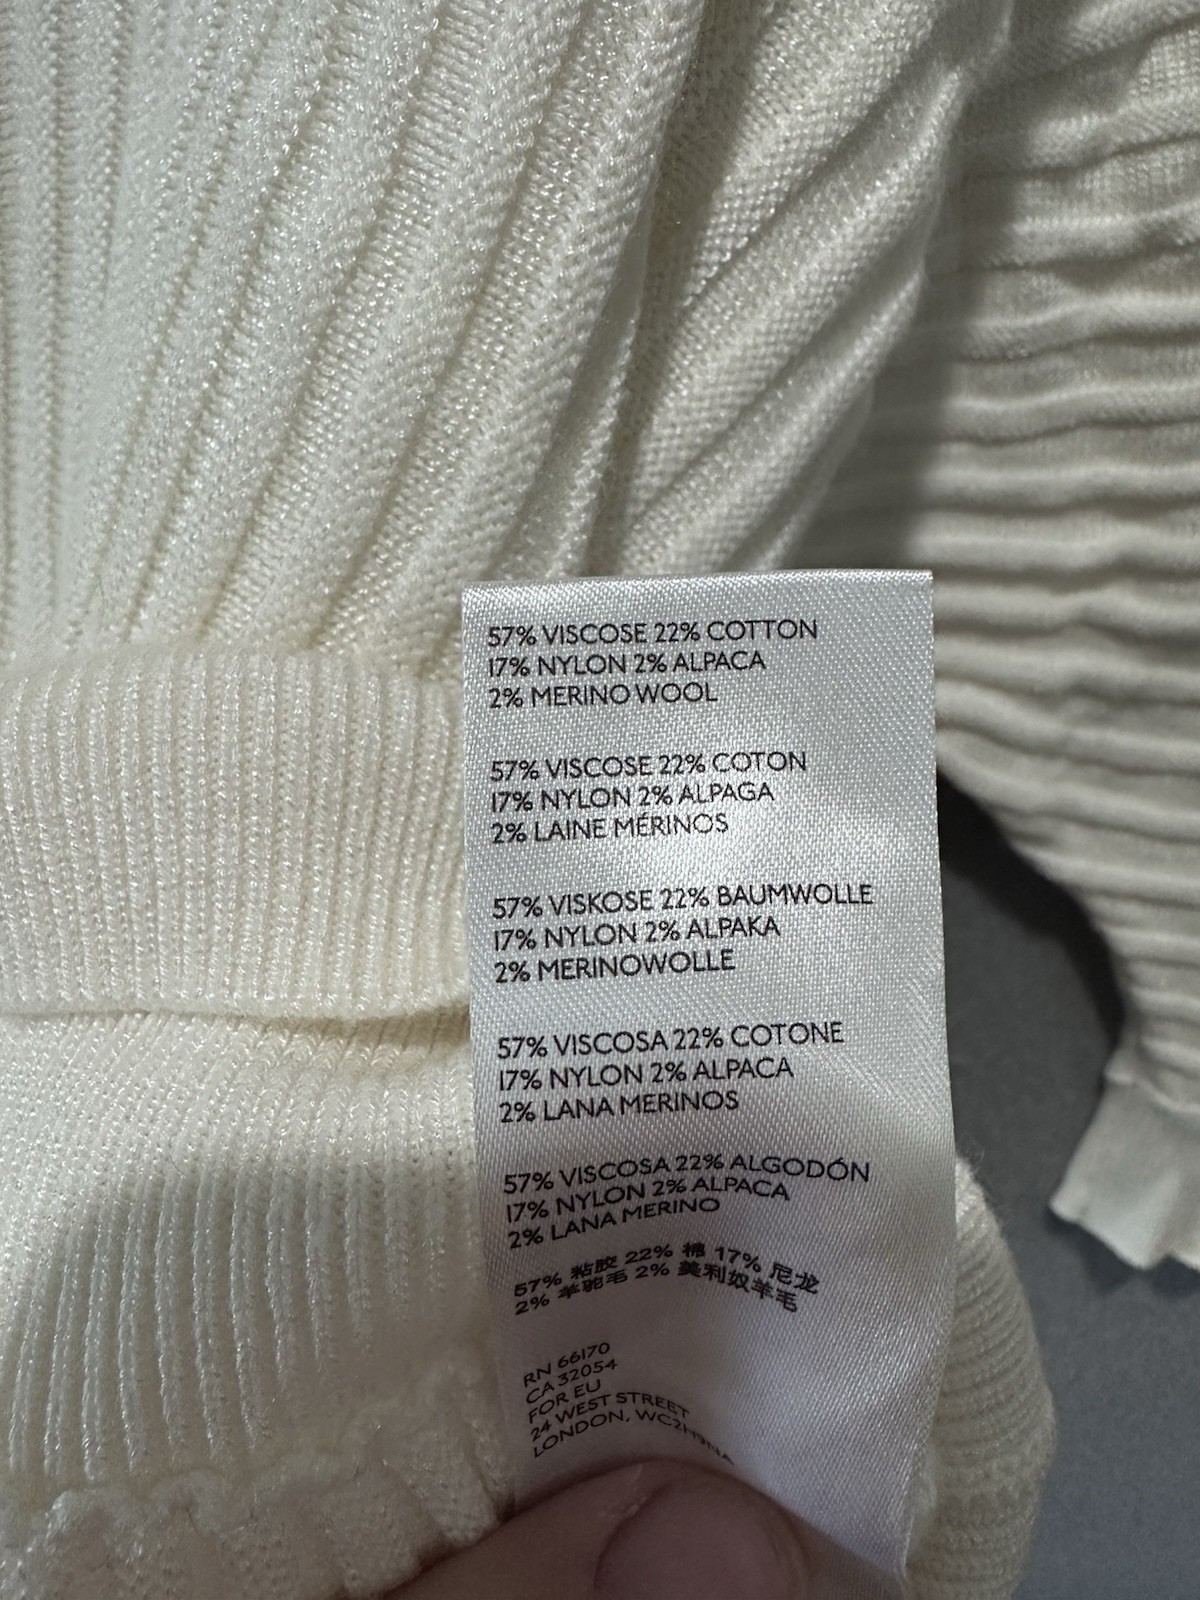 57% VISCOSE 22% COTTON
17% NYLON 2% ALPACA
2% MERINO WOOL
57% VISCOSE 22% COTON
17% NYLON 2% ALPAGA
2% LAINE MÉRINOS
57% VISKOSE 22% BAUMWOLLE
17% NYLON 2% ALPAKA
2% MERINOWOLLE
57% VISCOSA 22% COTONE
17% NYLON 2% ALPACA
2% LANA MERINOS
57% VISCOSA 22% ALGODÓN
17% NYLON 2% ALPACA
2% LANA MERINO
57% 粘胶 22% 棉 17% 尼龙
2% 羊驼毛 2% 美利奴羊毛
RN 66170
CA 32054
FOR EU
24 WEST STREET
LONDON, WC2H9NA